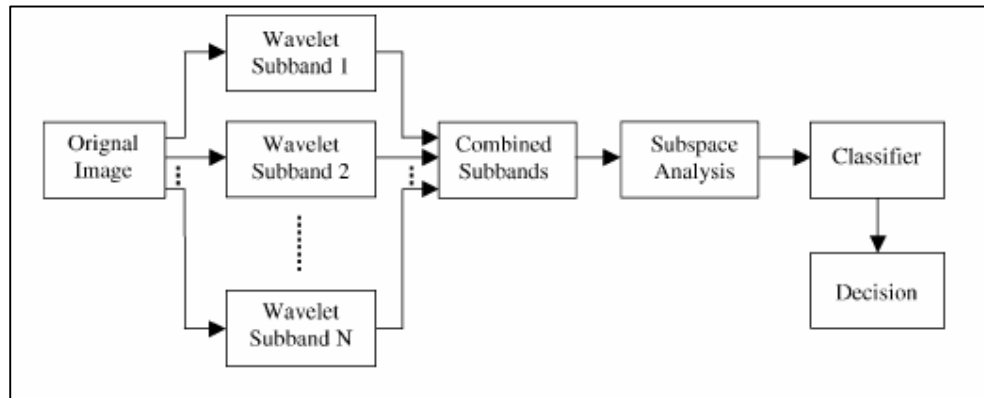 Wavelet
Subband 1
Orignal
Image
Wavelet
Subband 2
Combined
Subbands
Subspace
Analysis
Classifier
Wavelet
Subband N
Decision